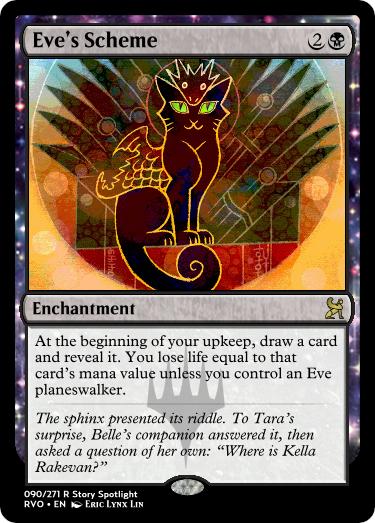 Eve's Scheme 2
Enchantment
At the beginning of your upkeep, draw a card
and reveal it. You lose life equal to that
card's mana value unless you control an Eve
planeswalker.
The sphinx presented its riddle. To Tara's
surprise, Belle's companion answered it, then
asked a question of her own: "Where is Kella
Rakevan?"
090/271 R Story Spotlight
RVO • EN Eric Lynx Lin